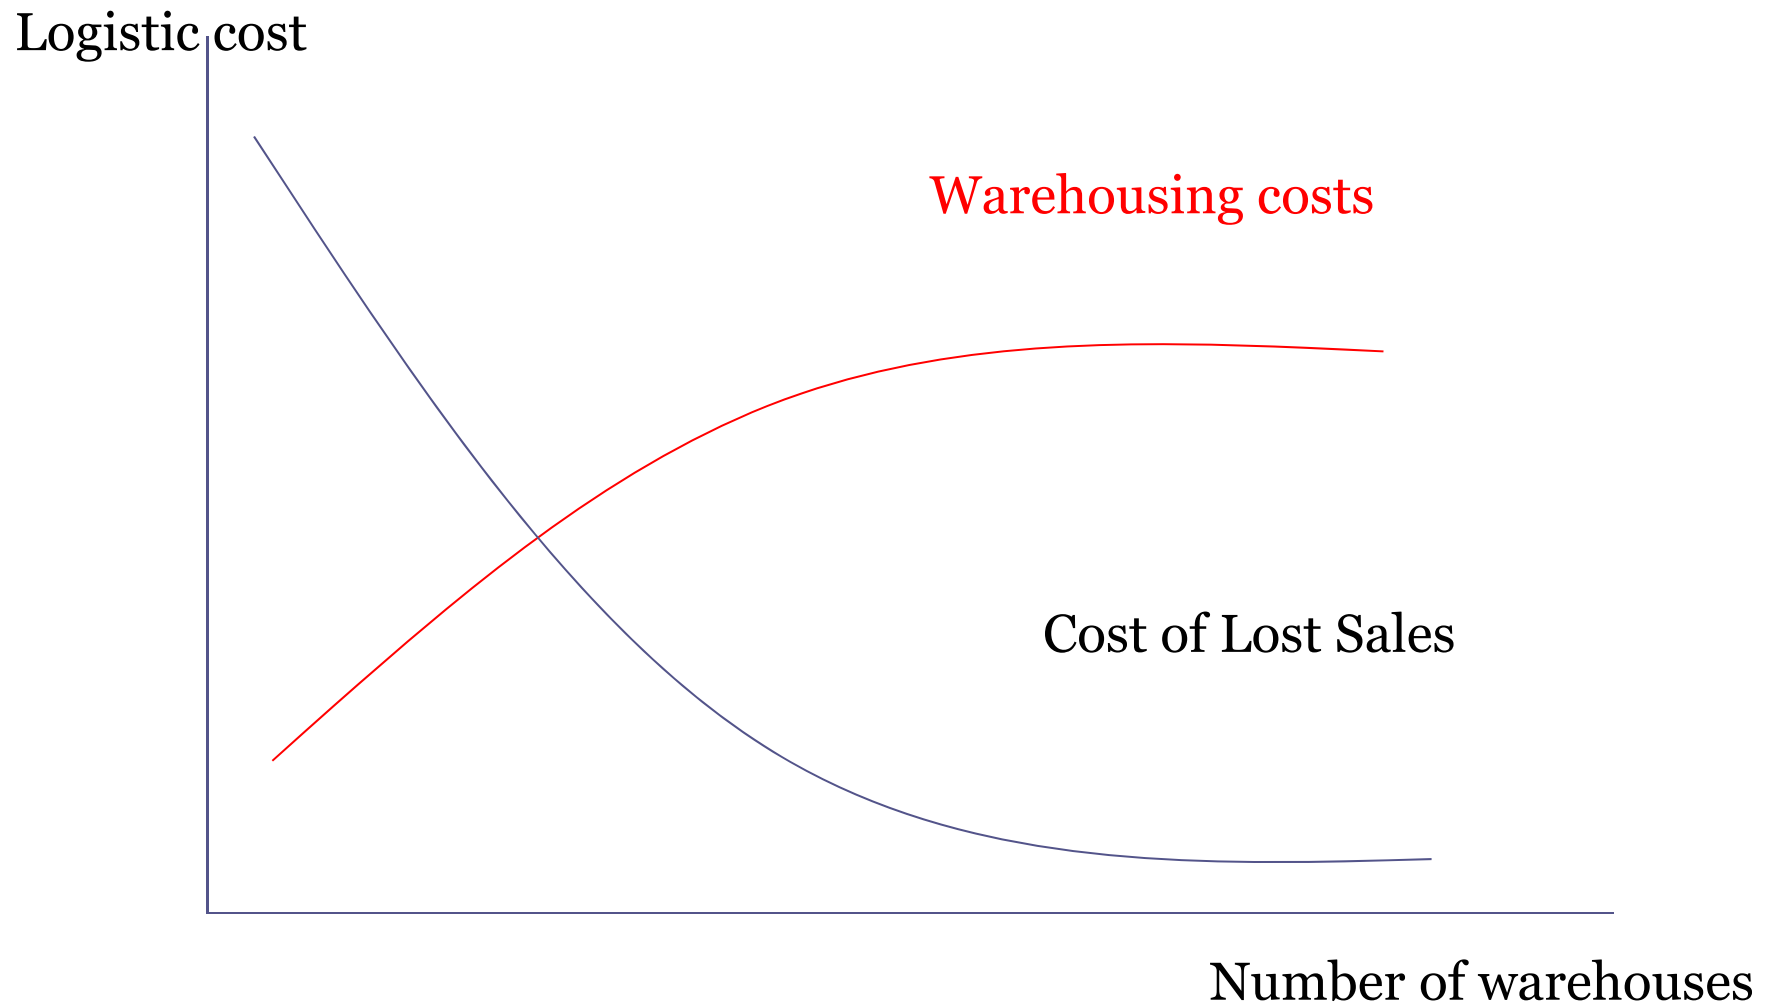 Logistic cost
Warehousing costs
Cost of Lost Sales
Number of warehouses